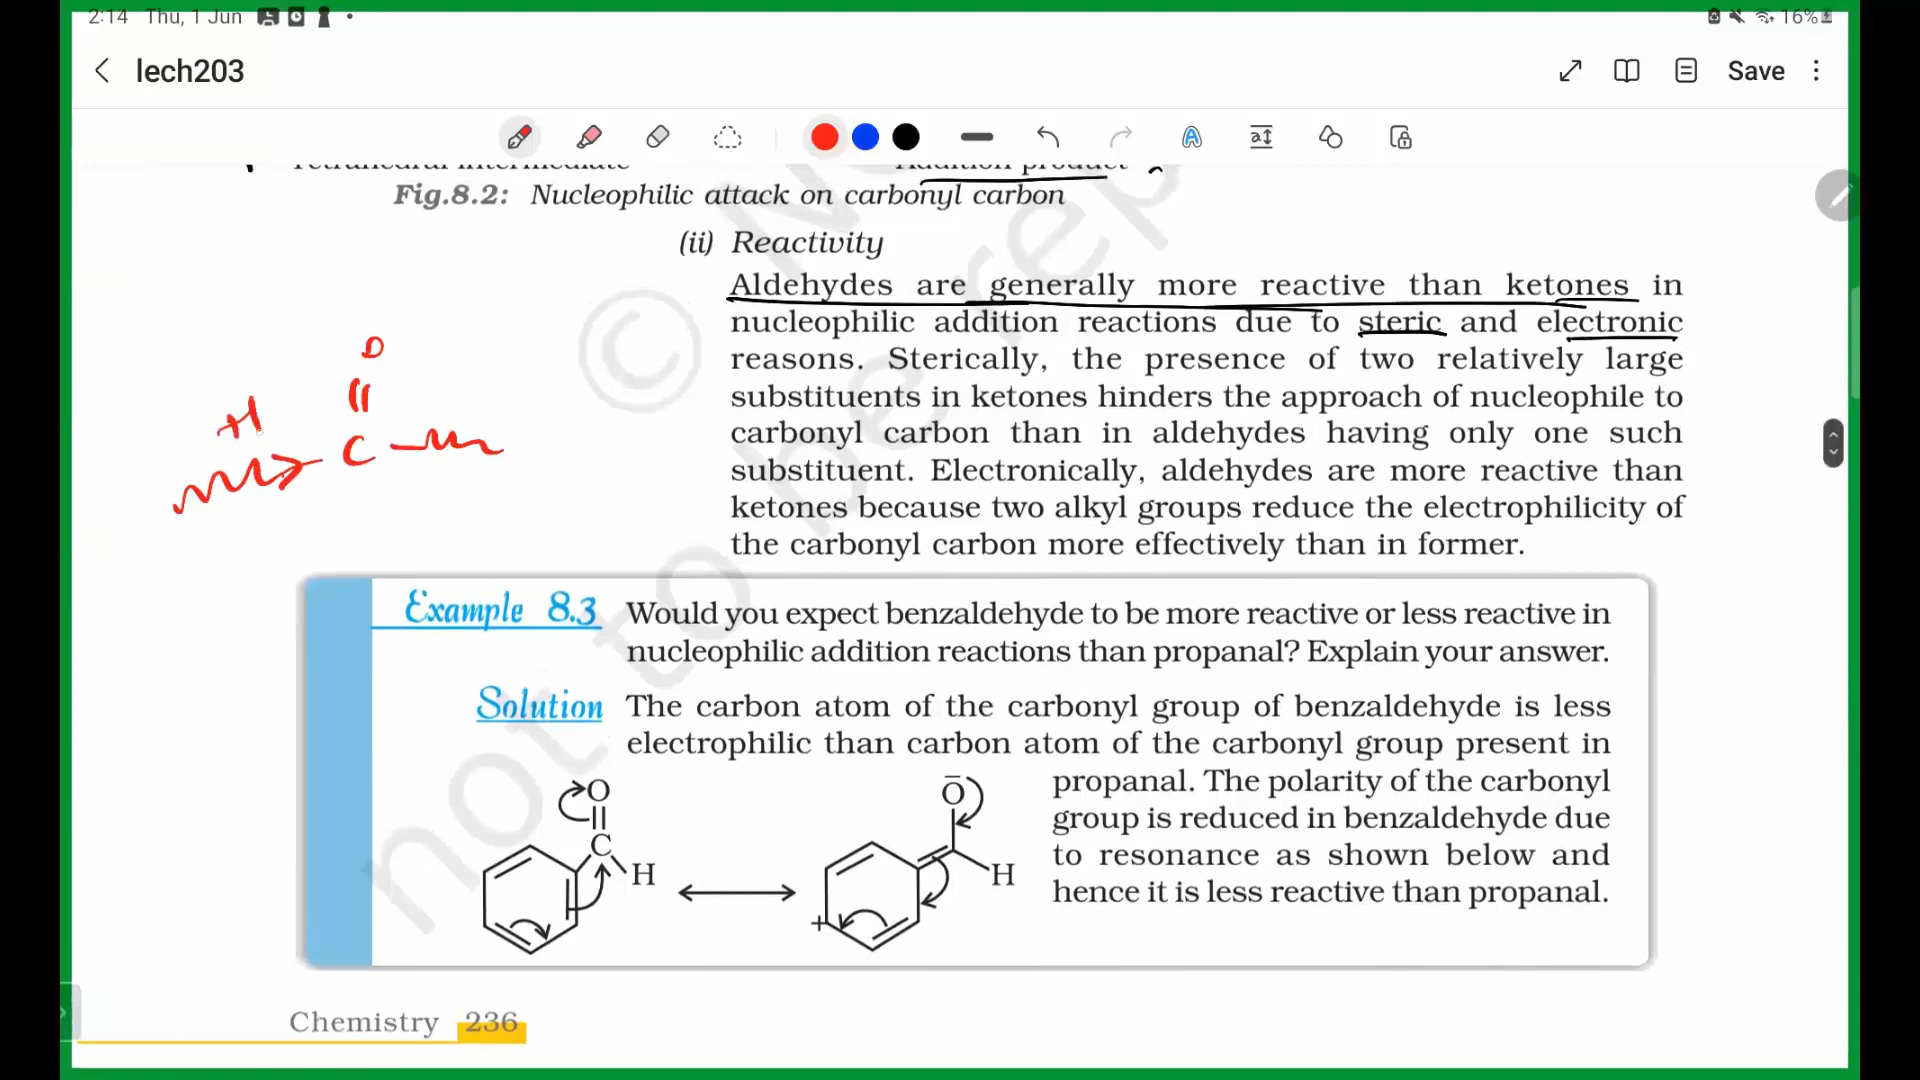 2:14 Thu, 1 Jun
16%
lech203
Save
Tetrahedral intermediate Addition product
Fig.8.2: Nucleophilic attack on carbonyl carbon
(ii) Reactivity
Aldehydes are generally more reactive than ketones in
nucleophilic addition reactions due to steric and electronic
reasons. Sterically, the presence of two relatively large
substituents in ketones hinders the approach of nucleophile to
carbonyl carbon than in aldehydes having only one such
substituent. Electronically, aldehydes are more reactive than
ketones because two alkyl groups reduce the electrophilicity of
the carbonyl carbon more effectively than in former.
O
+I
C
Example 8.3 Would you expect benzaldehyde to be more reactive or less reactive in
nucleophilic addition reactions than propanal? Explain your answer.
Solution The carbon atom of the carbonyl group of benzaldehyde is less
electrophilic than carbon atom of the carbonyl group present in
propanal. The polarity of the carbonyl
group is reduced in benzaldehyde due
to resonance as shown below and
hence it is less reactive than propanal.
O
C
H
O
H
+
Chemistry 236
© N
not to be rep